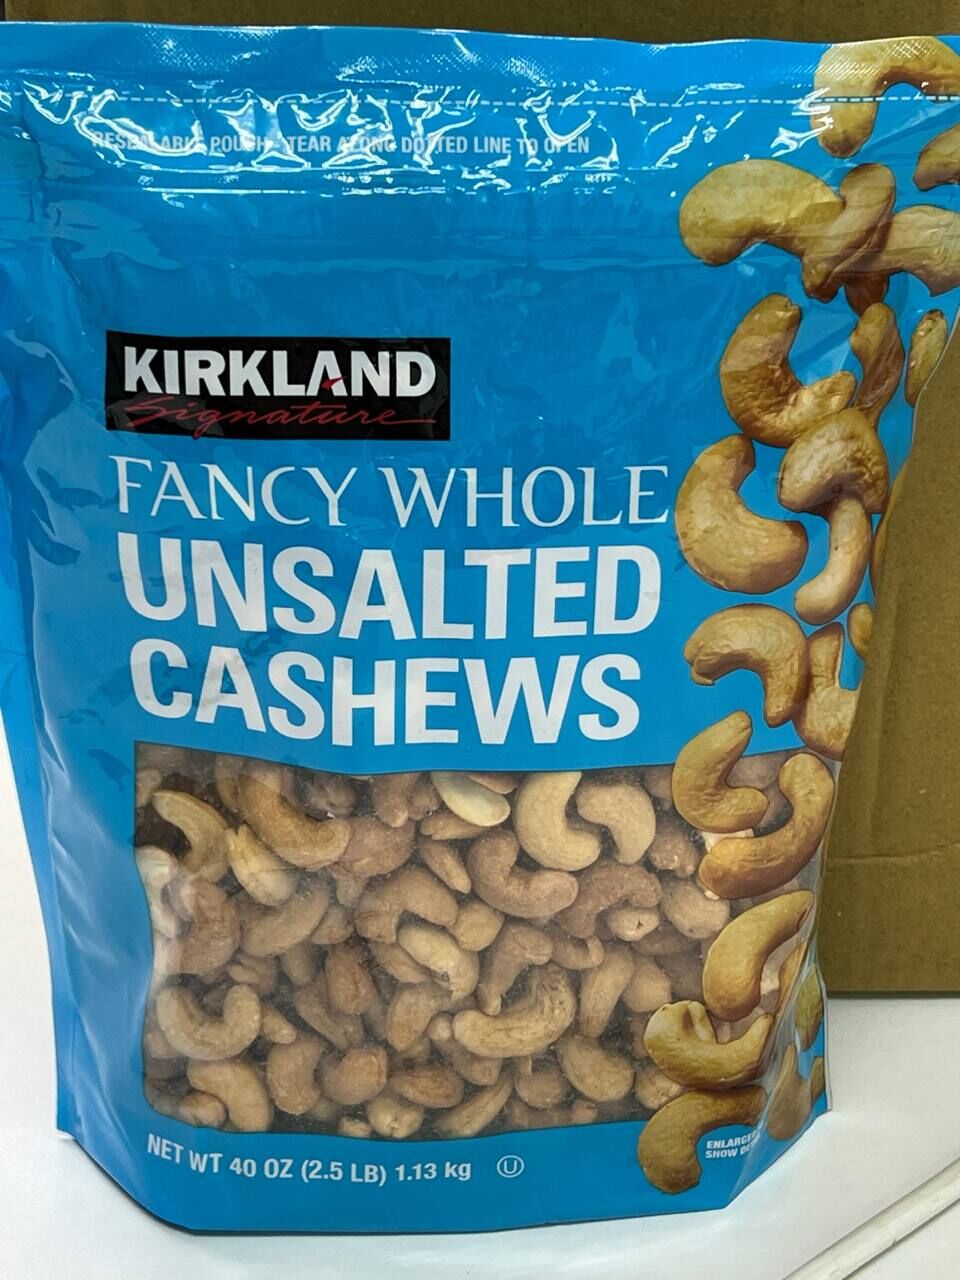 RESEALABLE POUCH - TEAR ALONG DOTTED LINE TO OPEN
KIRKLAND
Signature
FANCY WHOLE
UNSALTED
CASHEWS
NET WT 40 OZ (2.5 LB) 1.13 kg U
SHOW